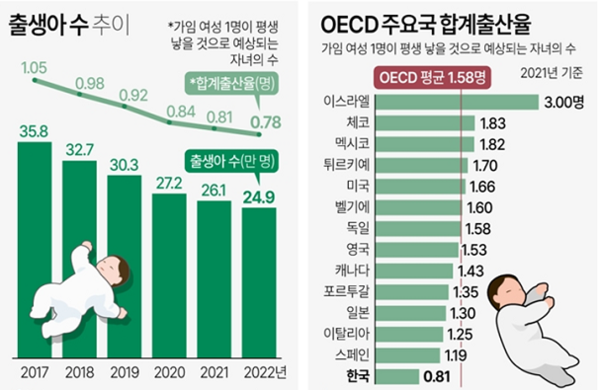 출생아 수 추이
*가임 여성 1명이 평생
낳을 것으로 예상되는
자녀의 수
1.05
0.98
0.92
0.84
0.81
0.78
*합계출산율(명)
출생아 수(만 명)
35.8
32.7
30.3
27.2
26.1
24.9
2017
2018
2019
2020
2021
2022년
OECD 주요국 합계출산율
가임 여성 1명이 평생 낳을 것으로 예상되는 자녀의 수
OECD 평균 1.58명
2021년 기준
이스라엘 3.00명
체코 1.83
멕시코 1.82
튀르키예 1.70
미국 1.66
벨기에 1.60
독일 1.58
영국 1.53
캐나다 1.43
포르투갈 1.35
일본 1.30
이탈리아 1.25
스페인 1.19
한국 0.81